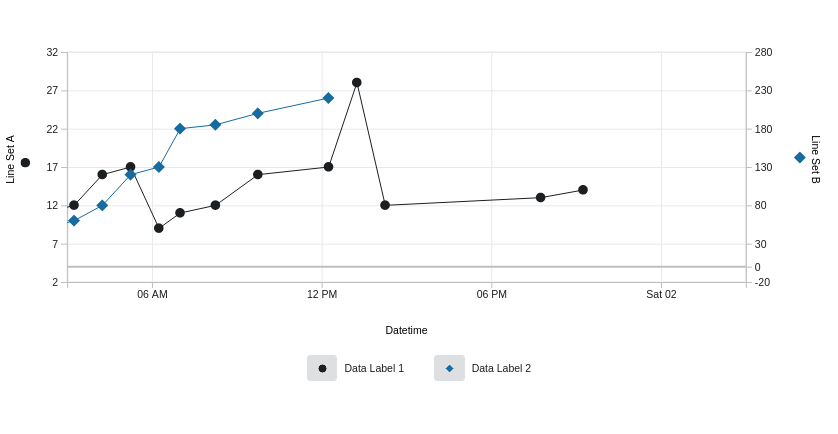 32
27
22
17
12
7
2
Line Set A
280
230
180
130
80
30
0
-20
Line Set B
06 AM
12 PM
06 PM
Sat 02
Datetime
Data Label 1
Data Label 2